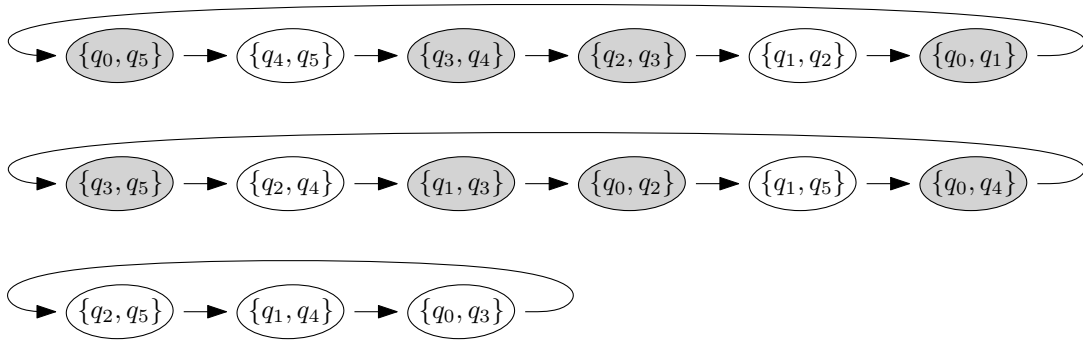 {q₀, q₅} {q₄, q₅} {q₃, q₄} {q₂, q₃} {q₁, q₂} {q₀, q₁}
{q₃, q₅} {q₂, q₄} {q₁, q₃} {q₀, q₂} {q₁, q₅} {q₀, q₄}
{q₂, q₅} {q₁, q₄} {q₀, q₃}